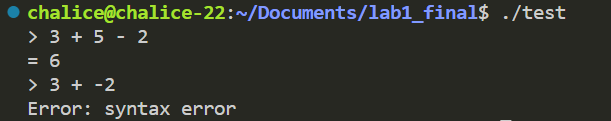 chalice@chalice-22:~/Documents/lab1_final$ ./test
> 3 + 5 - 2
= 6
> 3 + -2
Error: syntax error